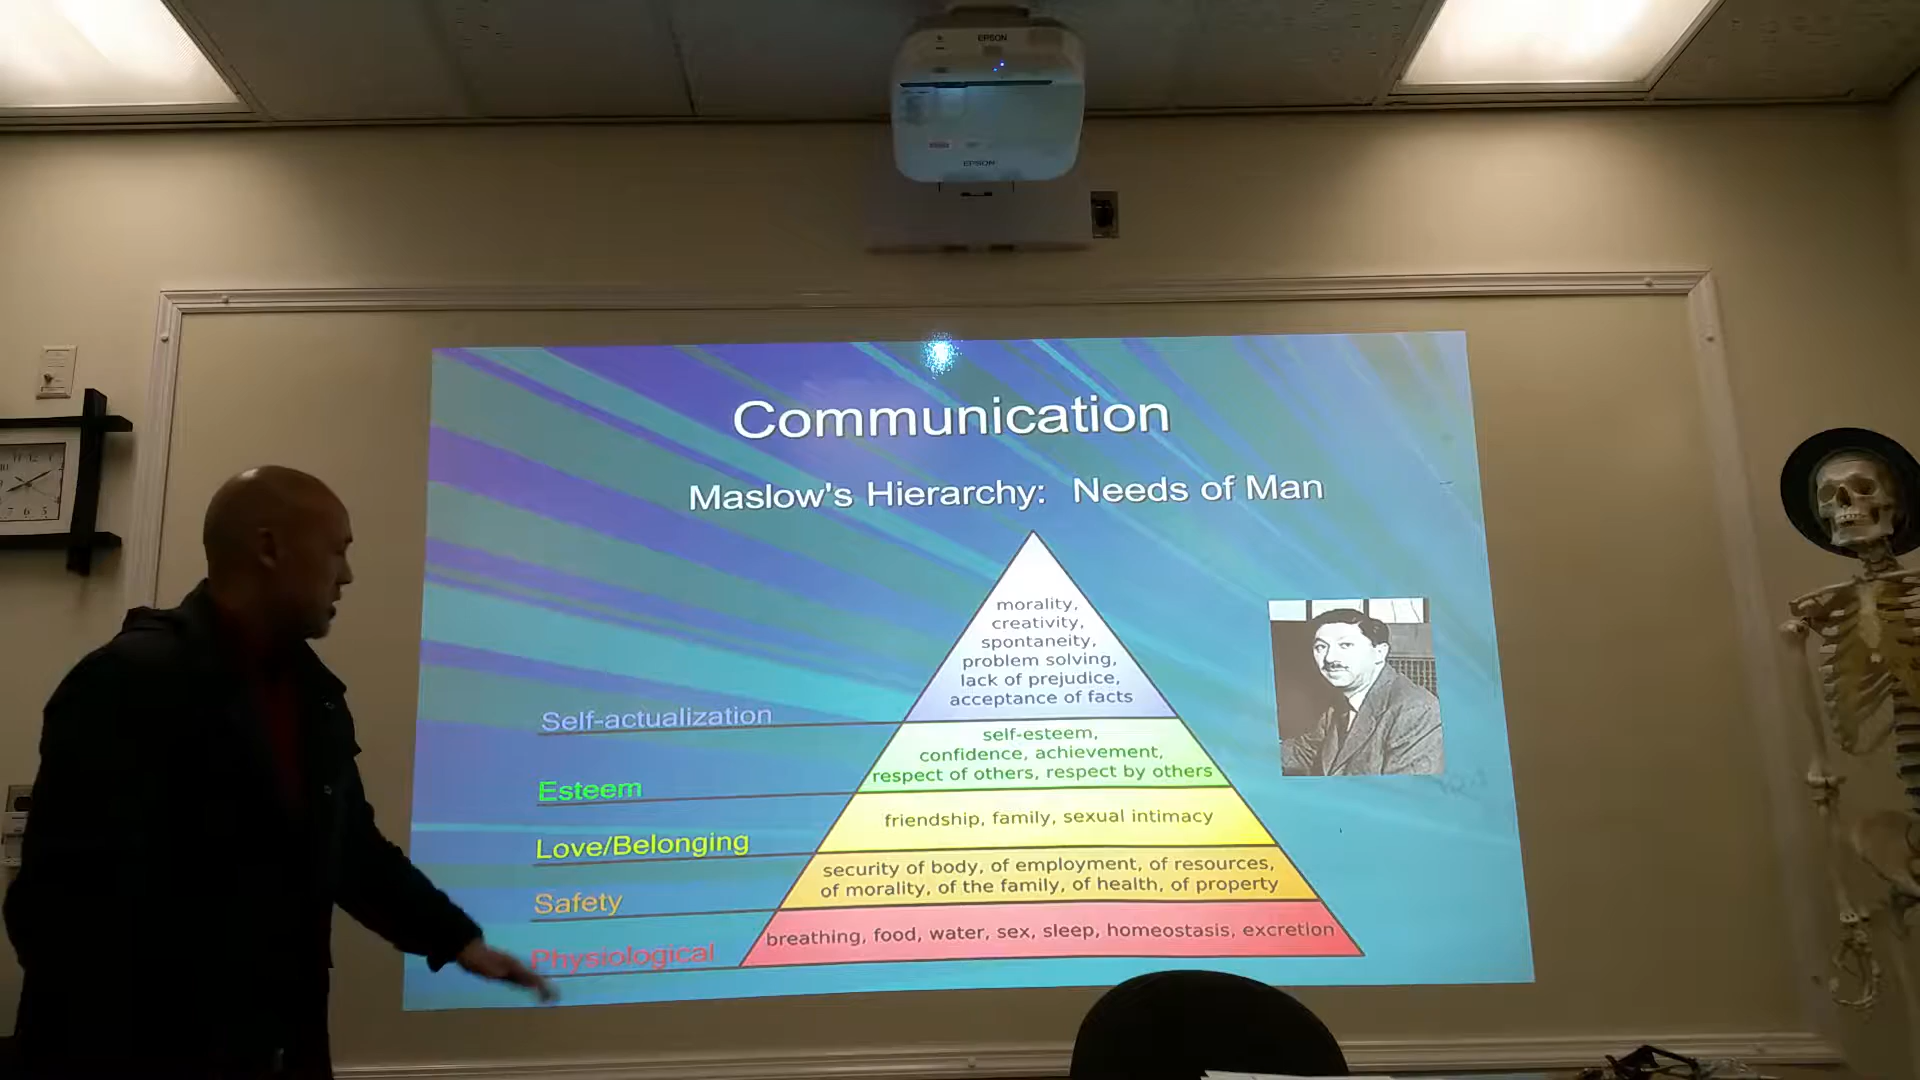 EPSON
EPSON
Communication
Maslow's Hierarchy: Needs of Man
morality,
creativity,
spontaneity,
problem solving,
lack of prejudice,
acceptance of facts
Self-actualization
self-esteem,
confidence, achievement,
respect of others, respect by others
Esteem
friendship, family, sexual intimacy
Love/Belonging
security of body, of employment, of resources,
of morality, of the family, of health, of property
Safety
breathing, food, water, sex, sleep, homeostasis, excretion
Physiological